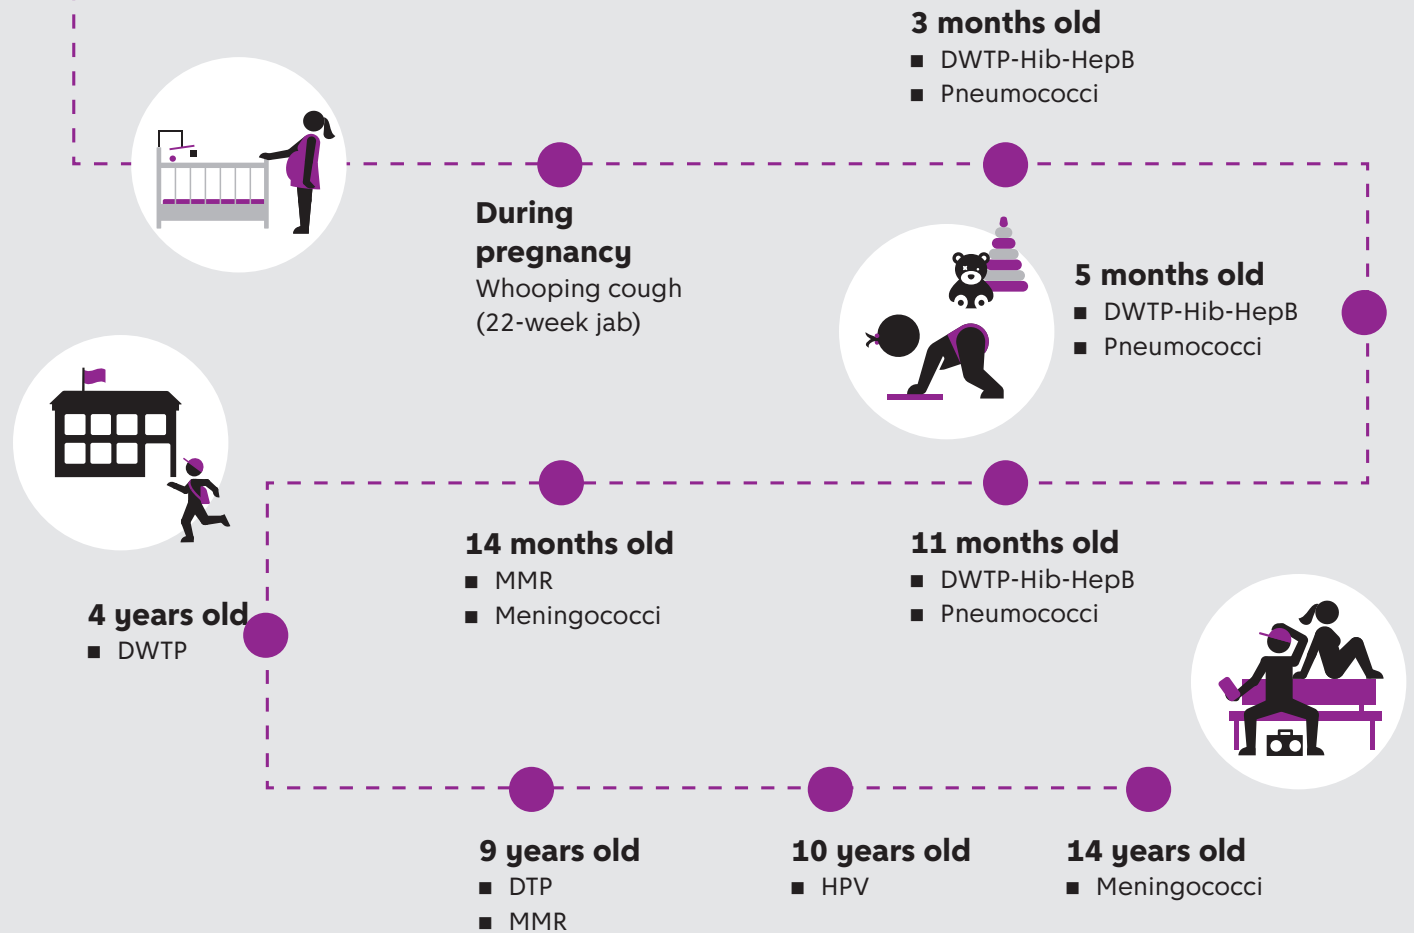 During
pregnancy
Whooping cough
(22-week jab)
3 months old
■ DWTP-Hib-HepB
■ Pneumococci
5 months old
■ DWTP-Hib-HepB
■ Pneumococci
11 months old
■ DWTP-Hib-HepB
■ Pneumococci
14 months old
■ MMR
■ Meningococci
4 years old
■ DWTP
9 years old
■ DTP
■ MMR
10 years old
■ HPV
14 years old
■ Meningococci